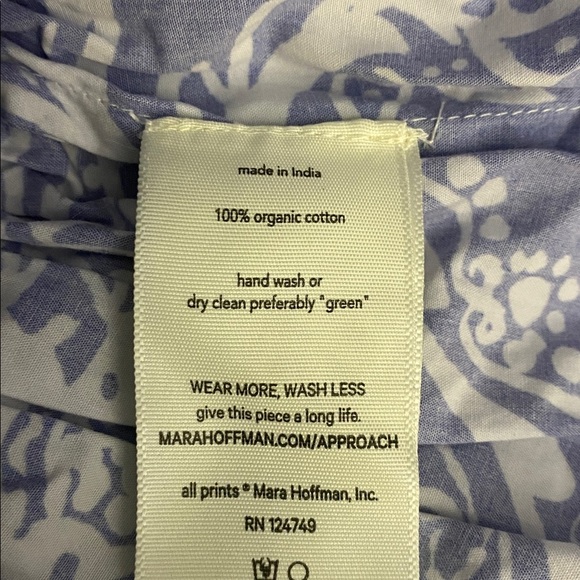 made in India
100% organic cotton
hand wash or
dry clean preferably "green"
WEAR MORE, WASH LESS
give this piece a long life.
MARAHOFFMAN.COM/APPROACH
all prints ® Mara Hoffman, Inc.
RN 124749